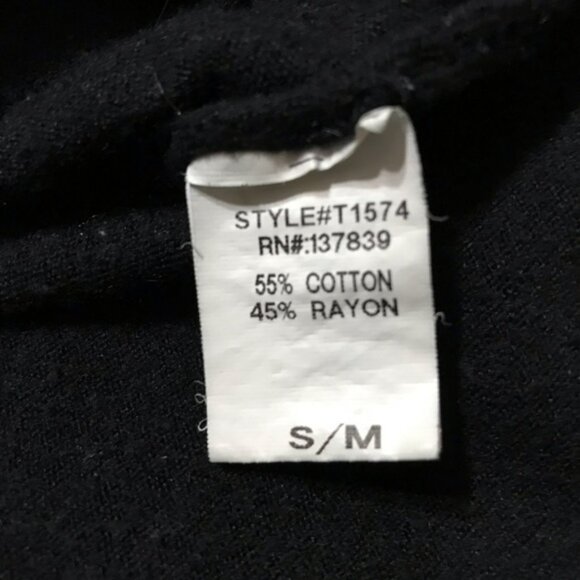 STYLE#T1574
RN#:137839
55% COTTON
45% RAYON
S/M